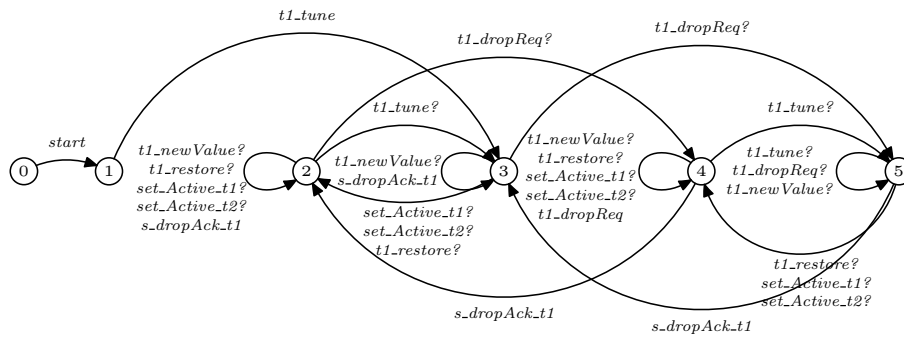 t1_tune
t1_dropReq?
t1_dropReq?
start
t1_newValue?
t1_restore?
set_Active_t1?
set_Active_t2?
s_dropAck_t1
t1_tune?
t1_newValue?
s_dropAck_t1
set_Active_t1?
set_Active_t2?
t1_restore?
t1_newValue?
t1_restore?
set_Active_t1?
set_Active_t2?
t1_dropReq
t1_tune?
t1_tune?
t1_dropReq?
t1_newValue?
0
1
2
3
4
5
t1_restore?
set_Active_t1?
set_Active_t2?
s_dropAck_t1
s_dropAck_t1